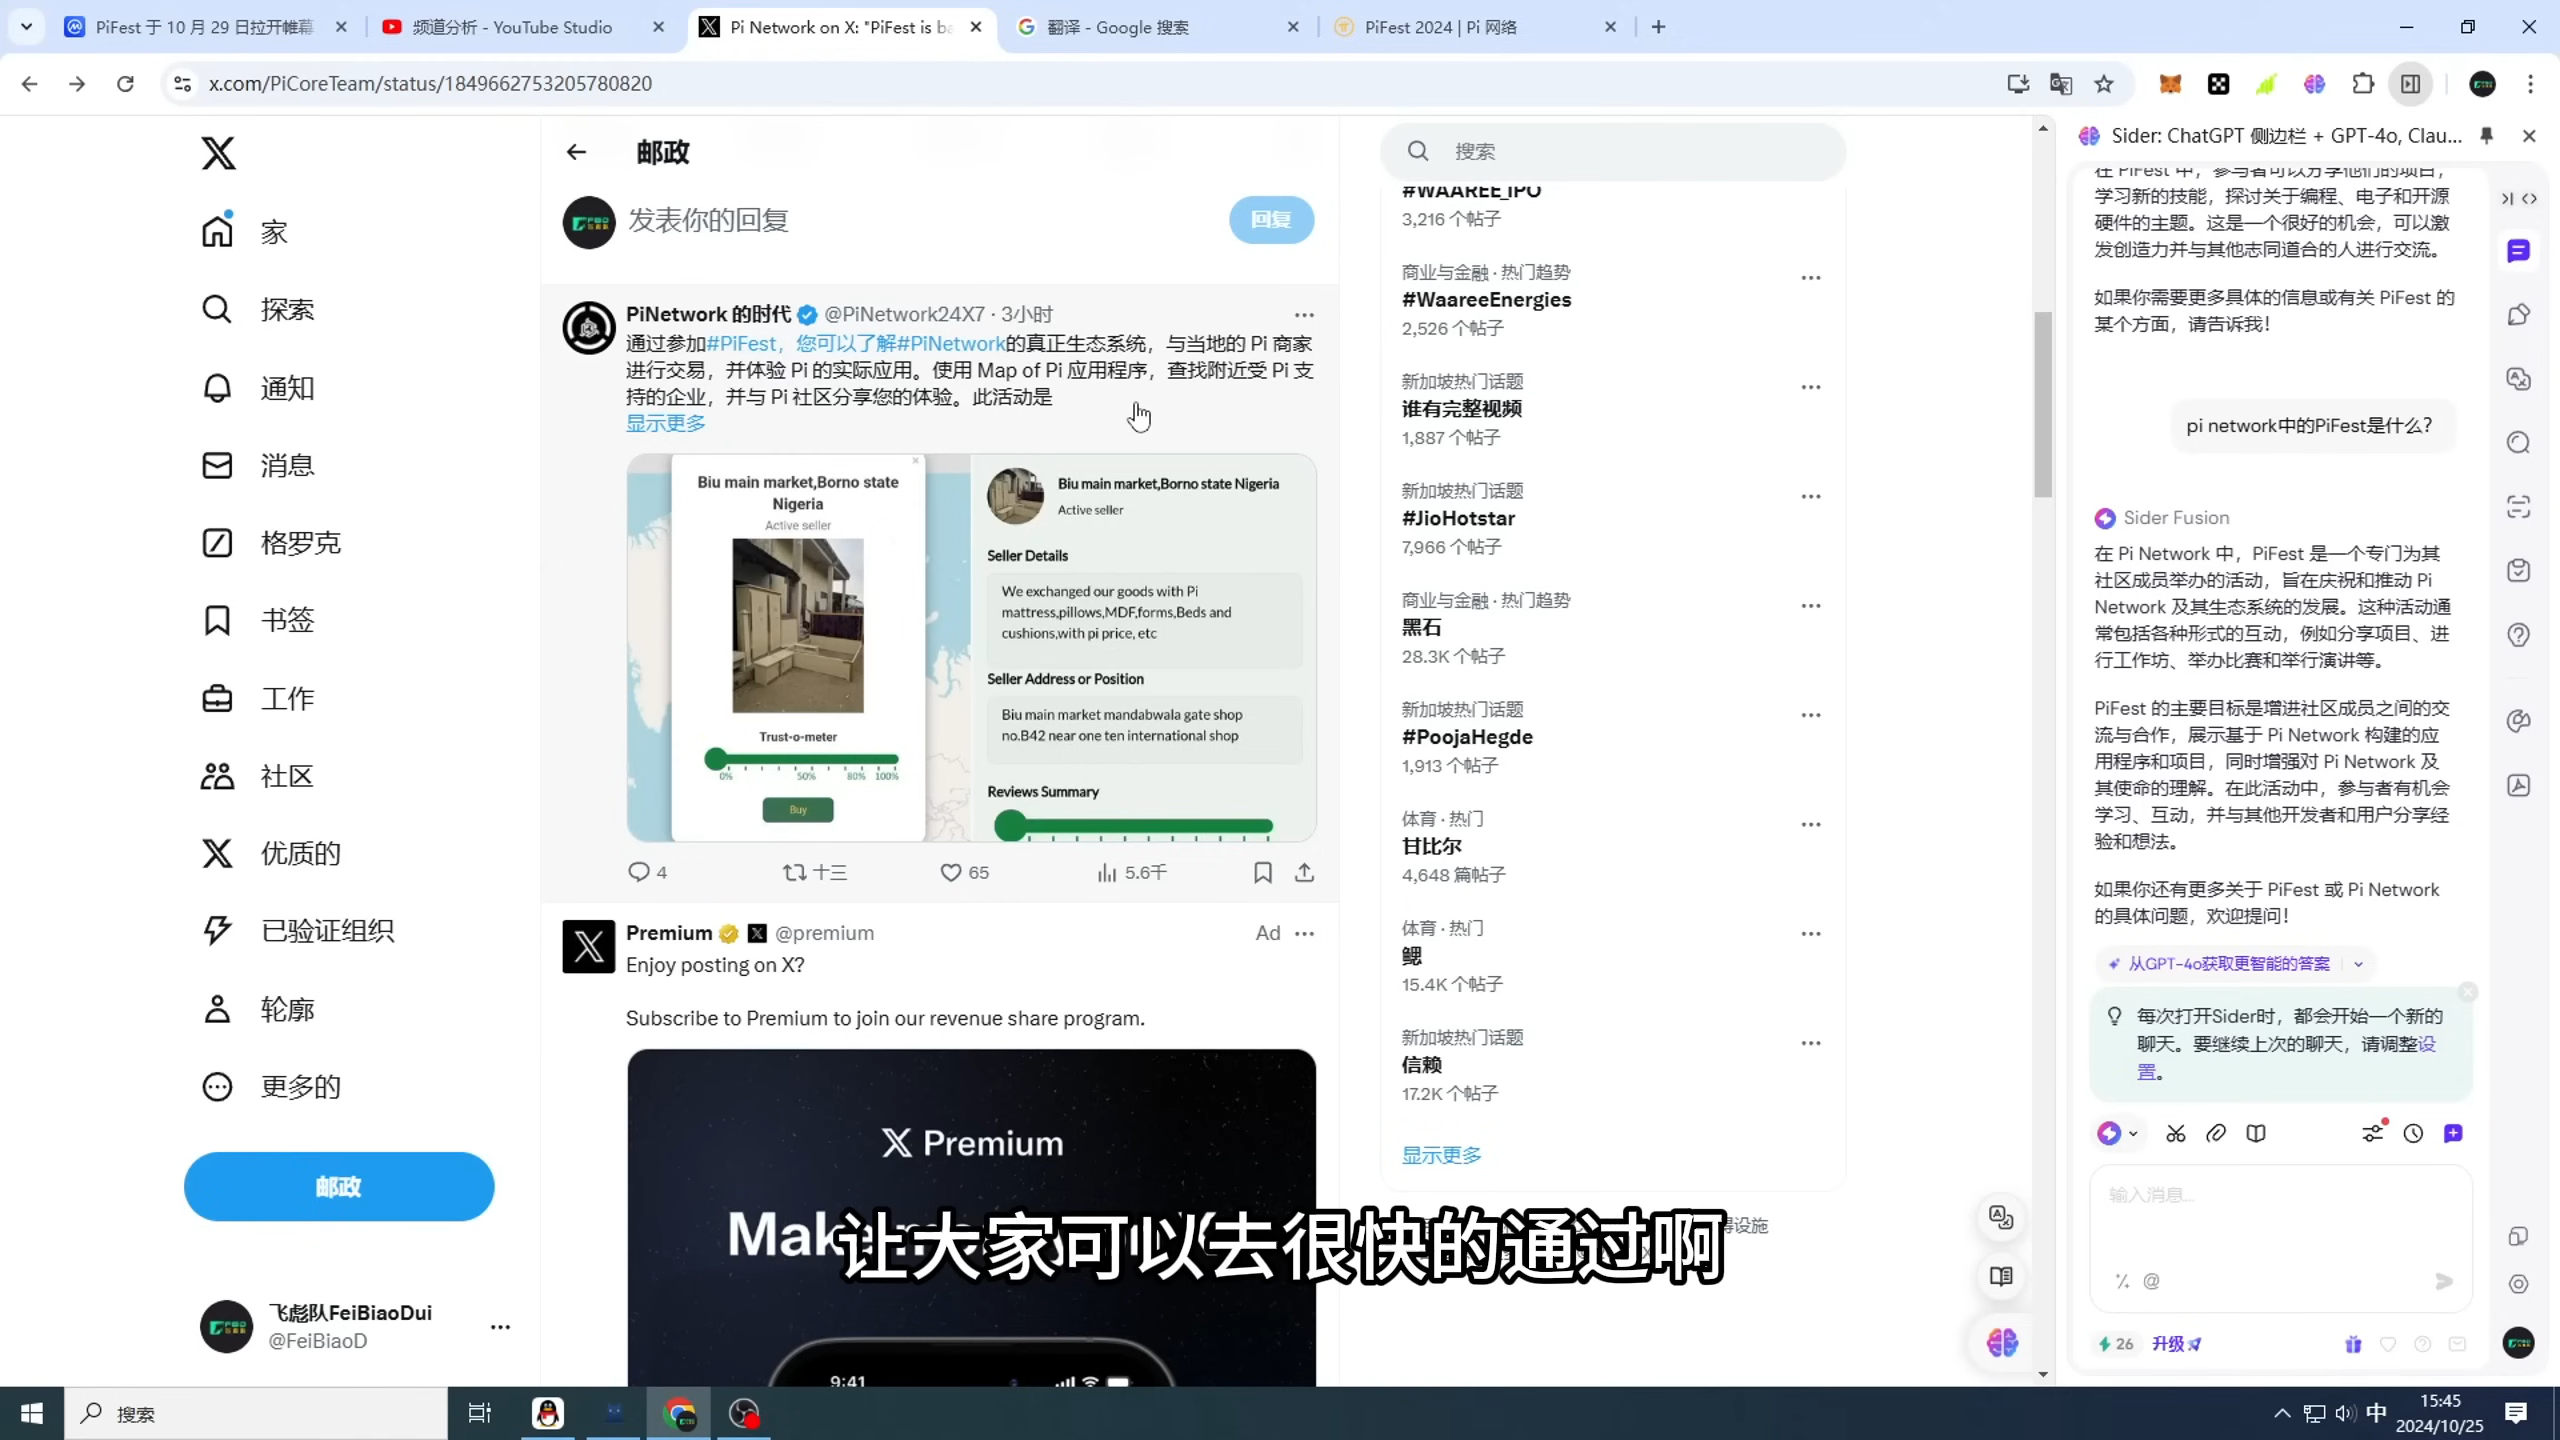 PiFest 于 10 月 29 日拉开帷幕
频道分析 - YouTube Studio
Pi Network on X: "PiFest is ba
翻译 - Google 搜索
PiFest 2024 | Pi 网络
x.com/PiCoreTeam/status/1849662753205780820
家
探索
通知
消息
格罗克
书签
工作
社区
优质的
已验证组织
轮廓
更多的
邮政
飞彪队FeiBiaoDui
@FeiBiaoD
邮政
发表你的回复
回复
PiNetwork 的时代 @PiNetwork24X7 · 3小时
通过参加#PiFest，您可以了解#PiNetwork的真正生态系统，与当地的 Pi 商家
进行交易，并体验 Pi 的实际应用。使用 Map of Pi 应用程序，查找附近受 Pi 支
持的企业，并与 Pi 社区分享您的体验。此活动是
显示更多
Biu main market,Borno state
Nigeria
Active seller
Trust-o-meter
0% 50% 80% 100%
Buy
Biu main market,Borno state Nigeria
Active seller
Seller Details
We exchanged our goods with Pi
mattress,pillows,MDF,forms,Beds and
cushions,with pi price, etc
Seller Address or Position
Biu main market mandabwala gate shop
no.B42 near one ten international shop
Reviews Summary
4 十三 65 5.6千
Premium @premium
Ad
Enjoy posting on X?
Subscribe to Premium to join our revenue share program.
Premium
9:41
让大家可以去很快的通过啊
搜索
#WAAREE_IPO
3,216 个帖子
商业与金融 · 热门趋势
#WaareeEnergies
2,526 个帖子
新加坡热门话题
谁有完整视频
1,887 个帖子
新加坡热门话题
#JioHotstar
7,966 个帖子
商业与金融 · 热门趋势
黑石
28.3K 个帖子
新加坡热门话题
#PoojaHegde
1,913 个帖子
体育 · 热门
甘比尔
4,648 篇帖子
体育 · 热门
鳃
15.4K 个帖子
新加坡热门话题
信赖
17.2K 个帖子
显示更多
Sider: ChatGPT 侧边栏 + GPT-4o, Clau...
在 PiFest 中，参与者可以分享他们的项目，
学习新的技能，探讨关于编程、电子和开源
硬件的主题。这是一个很好的机会，可以激
发创造力并与其他志同道合的人进行交流。
如果你需要更多具体的信息或有关 PiFest 的
某个方面，请告诉我！
pi network中的PiFest是什么？
Sider Fusion
在 Pi Network 中，PiFest 是一个专门为其
社区成员举办的活动，旨在庆祝和推动 Pi
Network 及其生态系统的发展。这种活动通
常包括各种形式的互动，例如分享项目、进
行工作坊、举办比赛和举行演讲等。
PiFest 的主要目标是增进社区成员之间的交
流与合作，展示基于 Pi Network 构建的应
用程序和项目，同时增强对 Pi Network 及
其使命的理解。在此活动中，参与者有机会
学习、互动，并与其他开发者和用户分享经
验和想法。
如果你还有更多关于 PiFest 或 Pi Network
的具体问题，欢迎提问！
从GPT-4o获取更智能的答案
每次打开Sider时，都会开始一个新的
聊天。要继续上次的聊天，请调整设
置。
输入消息...
26 升级
搜索
中
15:45
2024/10/25